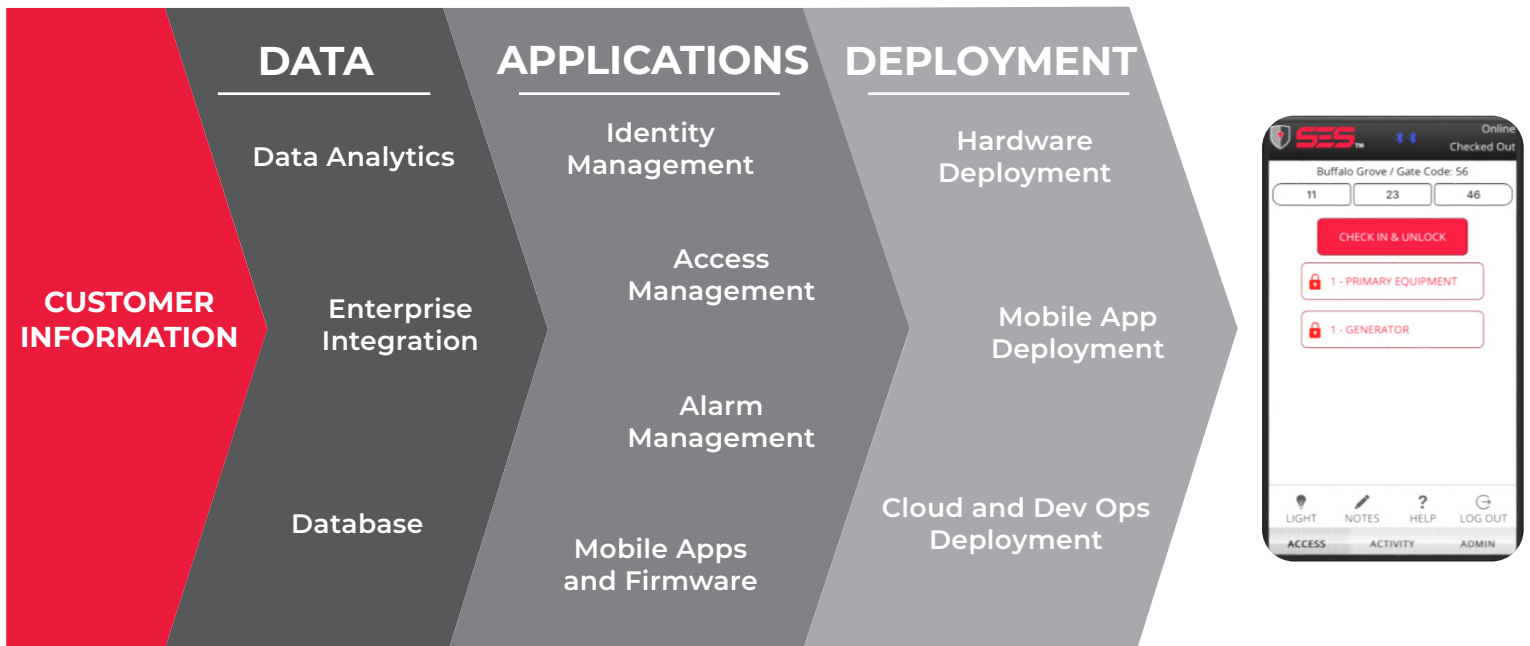 CUSTOMER
INFORMATION
DATA
Data Analytics
Enterprise
Integration
Database
APPLICATIONS
Identity
Management
Access
Management
Alarm
Management
Mobile Apps
and Firmware
DEPLOYMENT
Hardware
Deployment
Mobile App
Deployment
Cloud and Dev Ops
Deployment
SES™
Online
Checked Out
Buffalo Grove / Gate Code: 56
11 23 46
CHECK IN & UNLOCK
1 - PRIMARY EQUIPMENT
1 - GENERATOR
?
LIGHT NOTES HELP LOG OUT
ACCESS ACTIVITY ADMIN